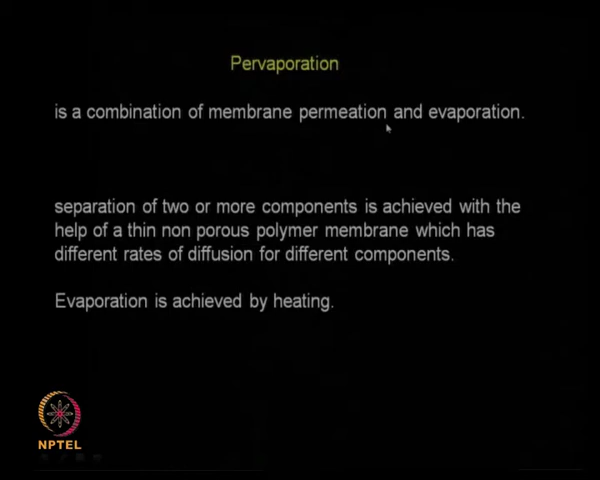 Pervaporation
is a combination of membrane permeation and evaporation.
separation of two or more components is achieved with the
help of a thin non porous polymer membrane which has
different rates of diffusion for different components.
Evaporation is achieved by heating.
NPTEL